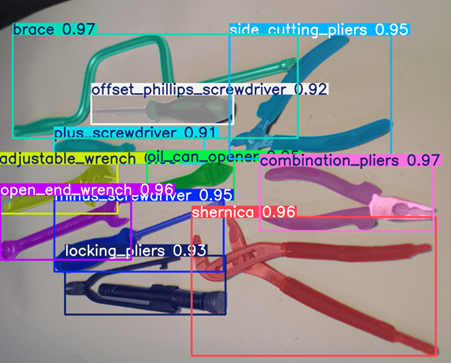 brace 0.97
side_cutting_pliers 0.95
offset_phillips_screwdriver 0.92
plus_screwdriver 0.91
adjustable_wrench
oil_can_opener
combination_pliers 0.97
open_end_wrench 0.96
minus_screwdriver 0.95
shernica 0.96
locking_pliers 0.93